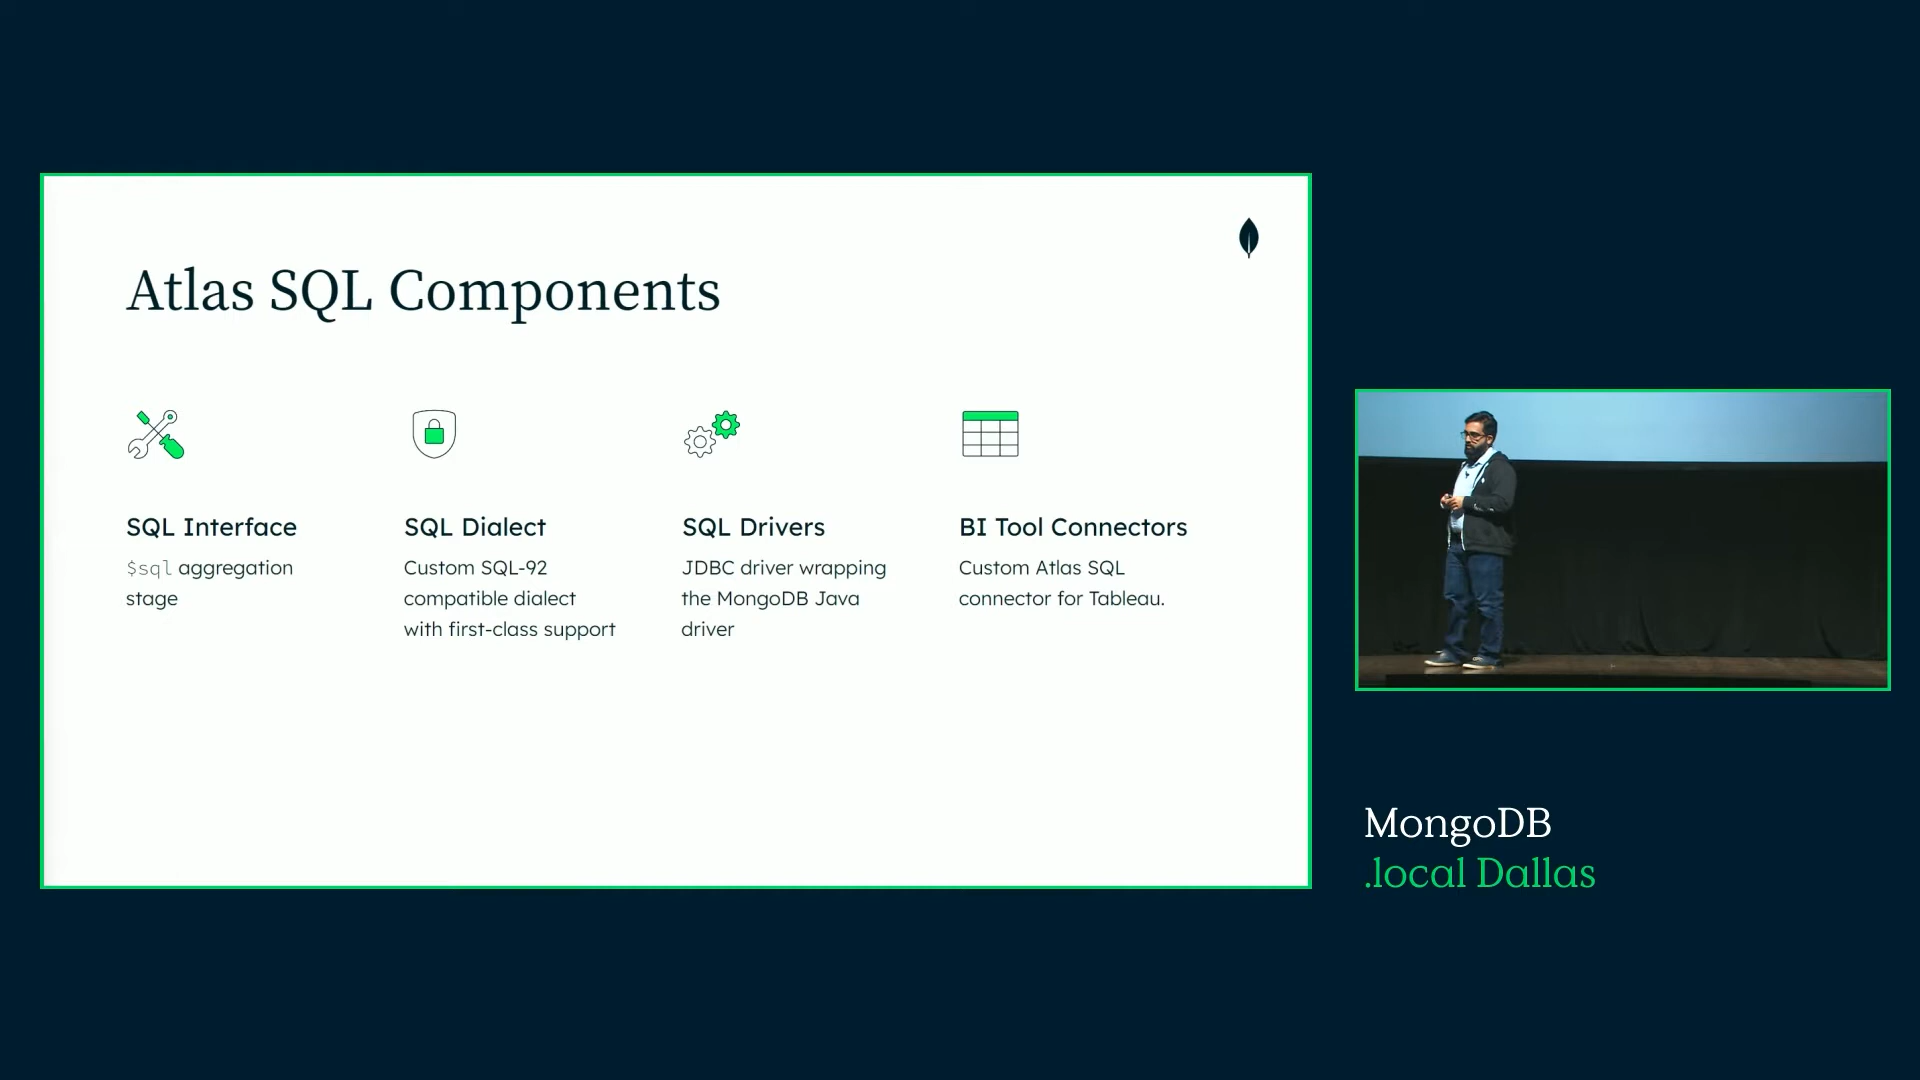 Atlas SQL Components
SQL Interface
$sql aggregation
stage
SQL Dialect
Custom SQL-92
compatible dialect
with first-class support
SQL Drivers
JDBC driver wrapping
the MongoDB Java
driver
BI Tool Connectors
Custom Atlas SQL
connector for Tableau.
MongoDB
.local Dallas